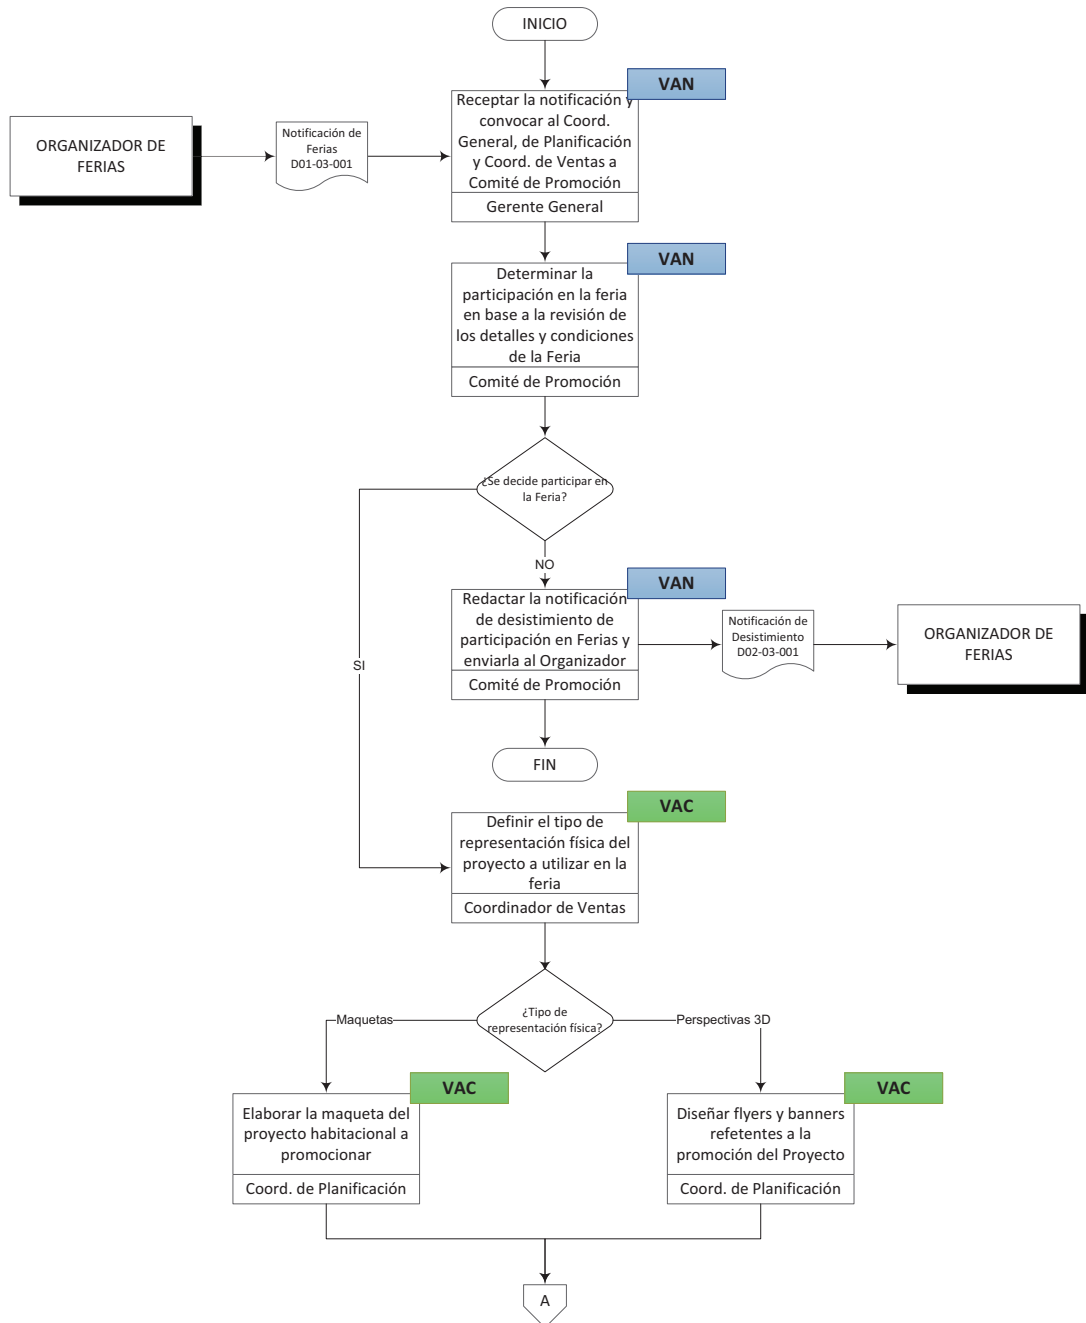 INICIO
VAN
Receptar la notificación y
convocar al Coord.
General, de Planificación
y Coord. de Ventas a
Comité de Promoción
Gerente General
ORGANIZADOR DE
FERIAS
Notificación de
Ferias
D01-03-001
VAN
Determinar la
participación en la feria
en base a la revisión de
los detalles y condiciones
de la Feria
Comité de Promoción
¿Se decide participar en
la Feria?
NO
SI
VAN
Redactar la notificación
de desistimiento de
participación en Ferias y
enviarla al Organizador
Comité de Promoción
Notificación de
Desistimiento
D02-03-001
ORGANIZADOR DE
FERIAS
FIN
VAC
Definir el tipo de
representación física del
proyecto a utilizar en la
feria
Coordinador de Ventas
¿Tipo de
representación física?
Maquetas
Perspectivas 3D
VAC
Elaborar la maqueta del
proyecto habitacional a
promocionar
Coord. de Planificación
VAC
Diseñar flyers y banners
refetentes a la
promoción del Proyecto
Coord. de Planificación
A